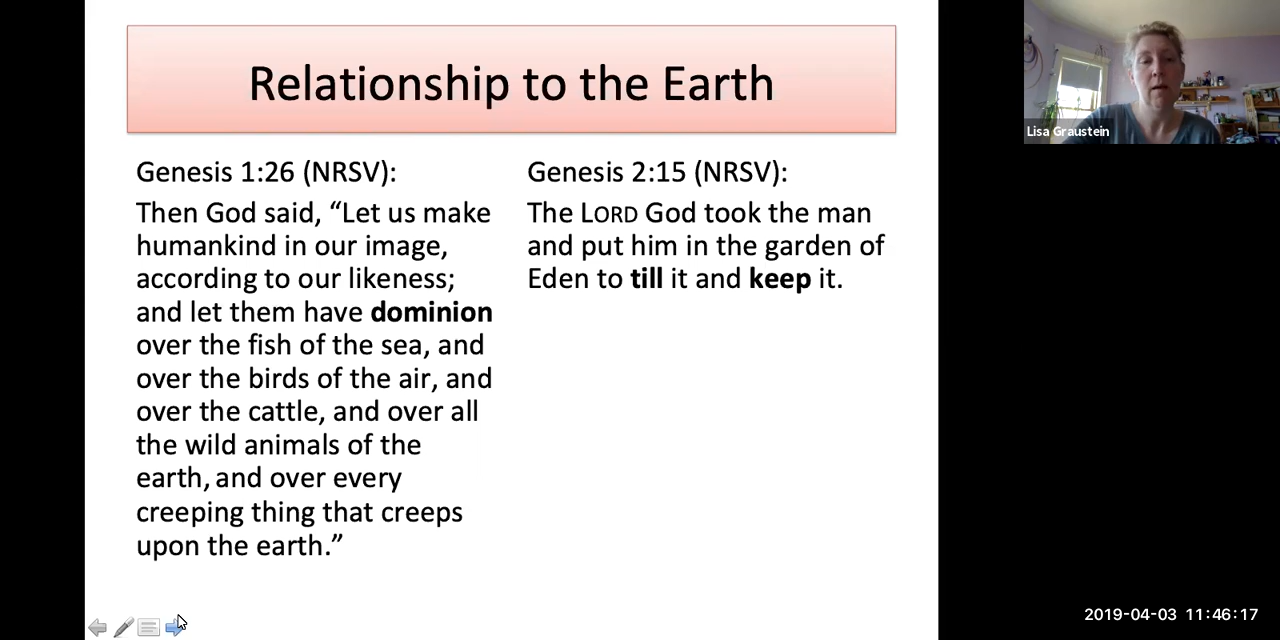 Relationship to the Earth
Genesis 1:26 (NRSV):
Then God said, “Let us make
humankind in our image,
according to our likeness;
and let them have dominion
over the fish of the sea, and
over the birds of the air, and
over the cattle, and over all
the wild animals of the
earth, and over every
creeping thing that creeps
upon the earth.”
Genesis 2:15 (NRSV):
The LORD God took the man
and put him in the garden of
Eden to till it and keep it.
Lisa Graustein
2019-04-03 11:46:17